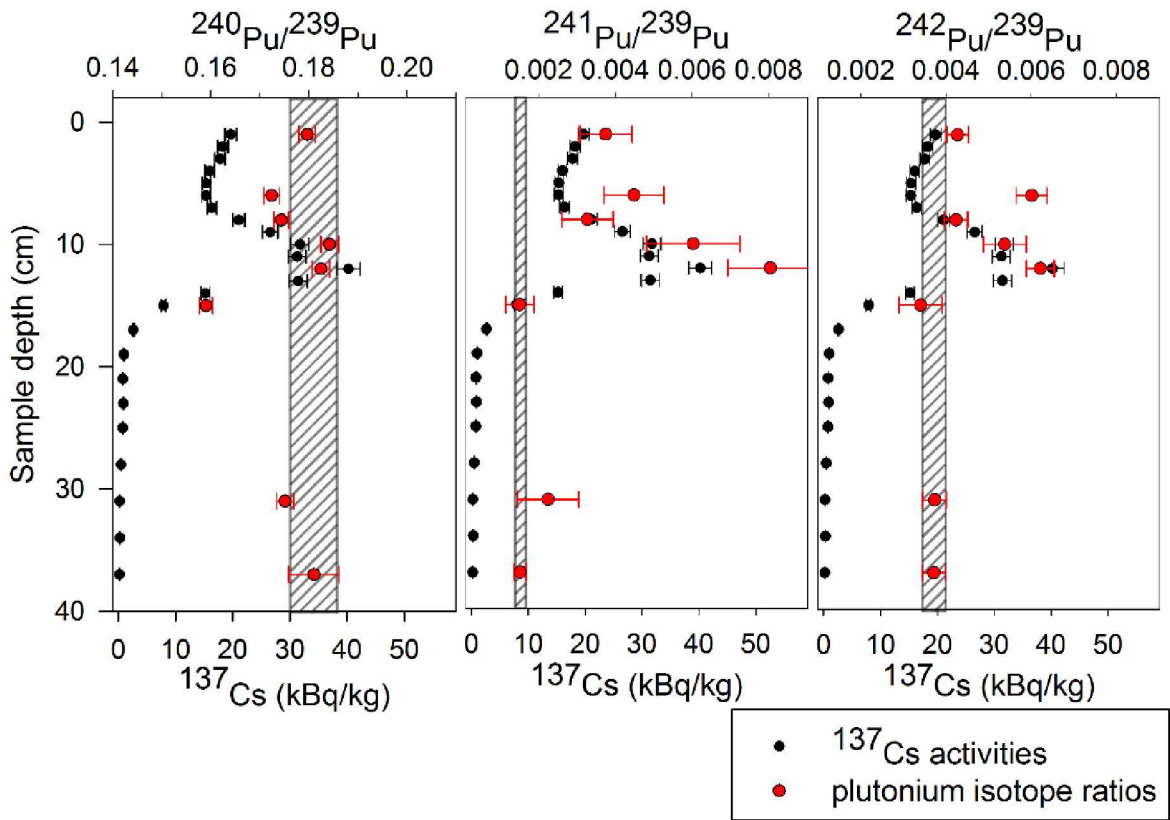 240Pu/239Pu 241Pu/239Pu 242Pu/239Pu
0.14 0.16 0.18 0.20 0.002 0.004 0.006 0.008 0.002 0.004 0.006 0.008
0
10
20
30
40
Sample depth (cm)
0 10 20 30 40 50 0 10 20 30 40 50 0 10 20 30 40 50
137Cs (kBq/kg) 137Cs (kBq/kg) 137Cs (kBq/kg)
137Cs activities
plutonium isotope ratios